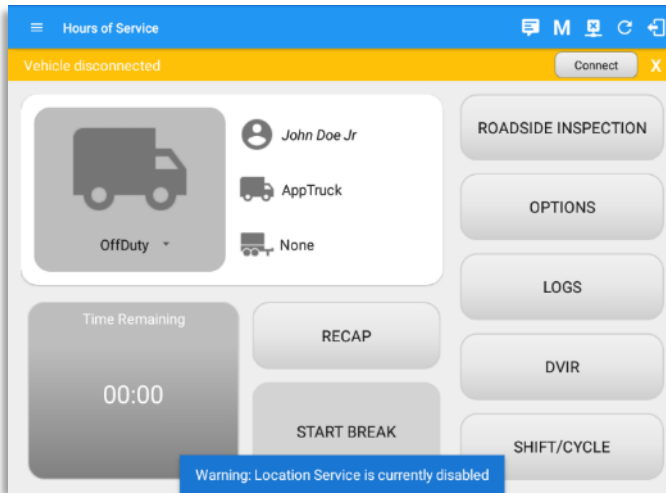 Hours of Service
M
Vehicle disconnected
Connect
X
John Doe Jr
AppTruck
OffDuty
None
ROADSIDE INSPECTION
OPTIONS
LOGS
DVIR
SHIFT/CYCLE
Time Remaining
00:00
RECAP
START BREAK
Warning: Location Service is currently disabled